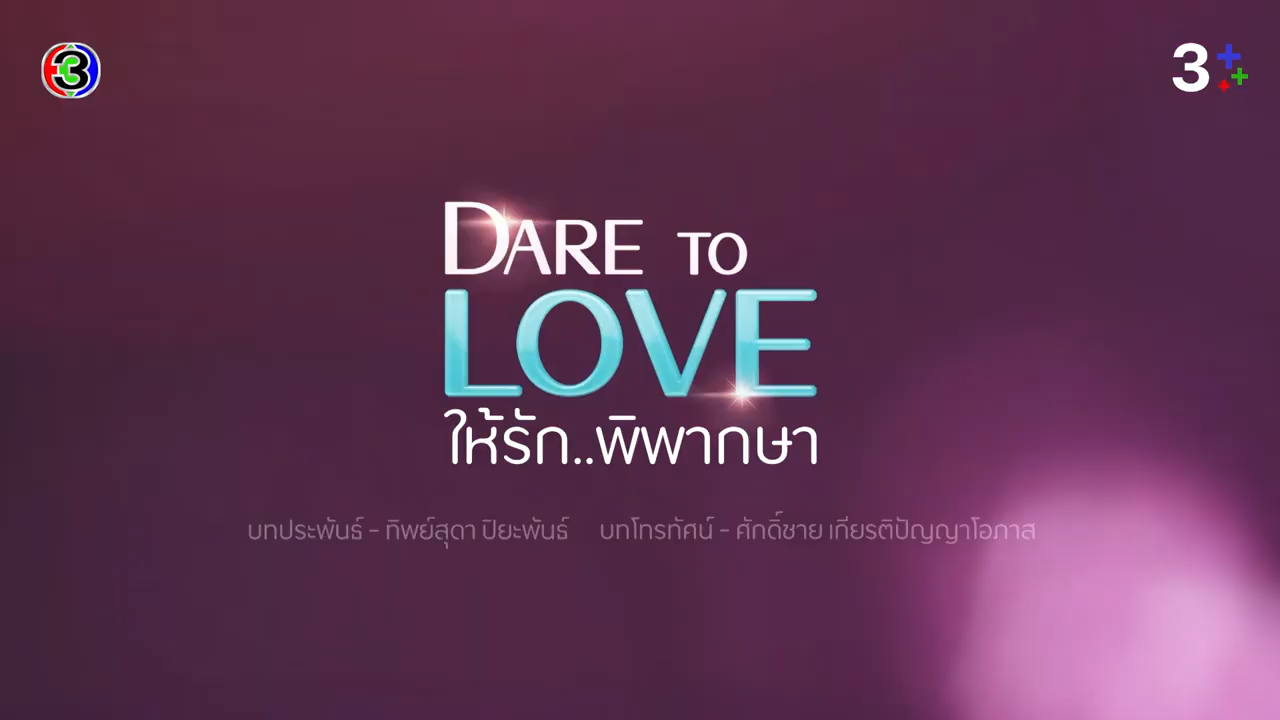 3
3
DARE TO
LOVE
ให้รัก..พิพากษา
บทประพันธ์ - ทิพย์สุดา ปิยะพันธ์ บทโทรทัศน์ - ศักดิ์ชาย เกียรติปัญญาโอภาส